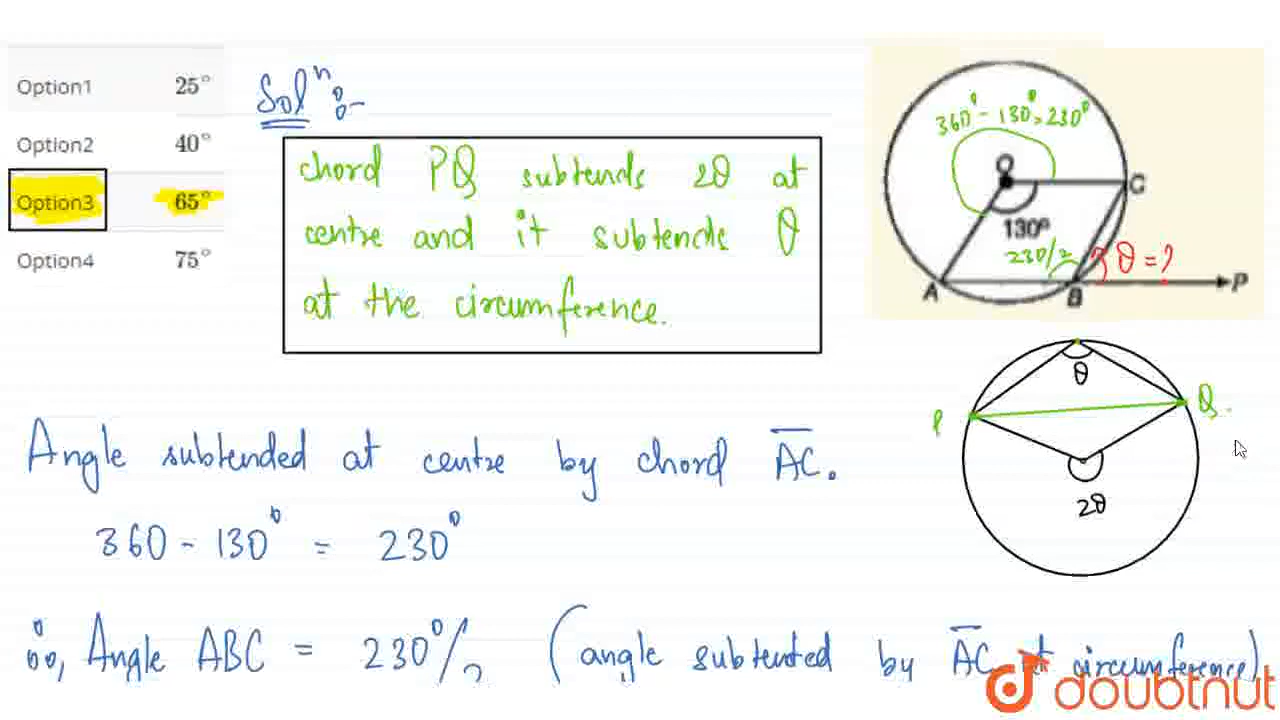 Option1 25°
Option2 40°
Option3 65°
Option4 75°
Solⁿ :-
chord PQ subtends 2θ at
centre and it subtends θ
at the circumference.
360° - 130° = 230°
O
C
130°
230/2
θ = ?
A
B
P
θ
P
Q
2θ
Angle subtended at centre by chord AC.
360 - 130° = 230°
∴, Angle ABC = 230°/2 (angle subtented by AC at circumference)
doubtnut